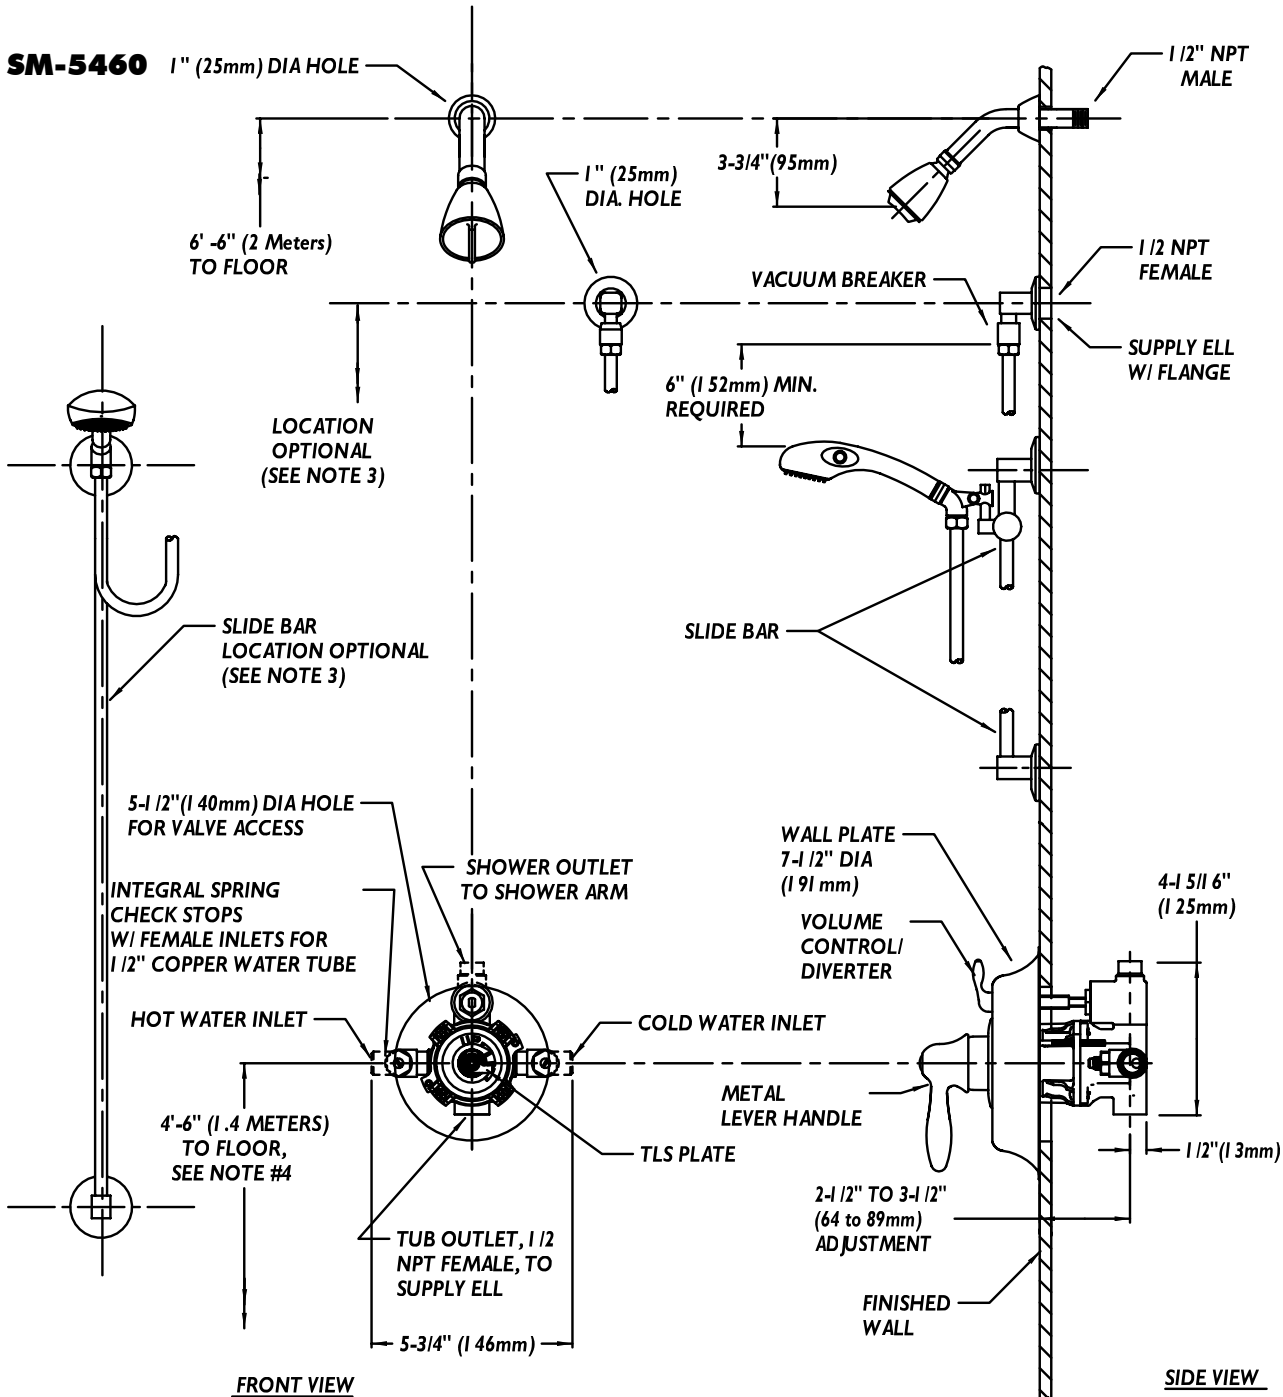 SM-5460
1" (25mm) DIA HOLE
1/2" NPT
MALE
3-3/4"(95mm)
1" (25mm)
DIA. HOLE
6' -6" (2 Meters)
TO FLOOR
1/2 NPT
FEMALE
VACUUM BREAKER
SUPPLY ELL
W/ FLANGE
6" (152mm) MIN.
REQUIRED
LOCATION
OPTIONAL
(SEE NOTE 3)
SLIDE BAR
LOCATION OPTIONAL
(SEE NOTE 3)
SLIDE BAR
5-1/2"(140mm) DIA HOLE
FOR VALVE ACCESS
WALL PLATE
7-1/2" DIA
(191mm)
SHOWER OUTLET
TO SHOWER ARM
4-15/16"
(125mm)
INTEGRAL SPRING
CHECK STOPS
W/ FEMALE INLETS FOR
1/2" COPPER WATER TUBE
VOLUME
CONTROL/
DIVERTER
HOT WATER INLET
COLD WATER INLET
UP
METAL
LEVER HANDLE
4'-6" (1.4 METERS)
TO FLOOR,
SEE NOTE #4
TLS PLATE
1/2"(13mm)
2-1/2" TO 3-1/2"
(64 to 89mm)
ADJUSTMENT
TUB OUTLET, 1/2
NPT FEMALE, TO
SUPPLY ELL
FINISHED
WALL
5-3/4" (146mm)
FRONT VIEW
SIDE VIEW